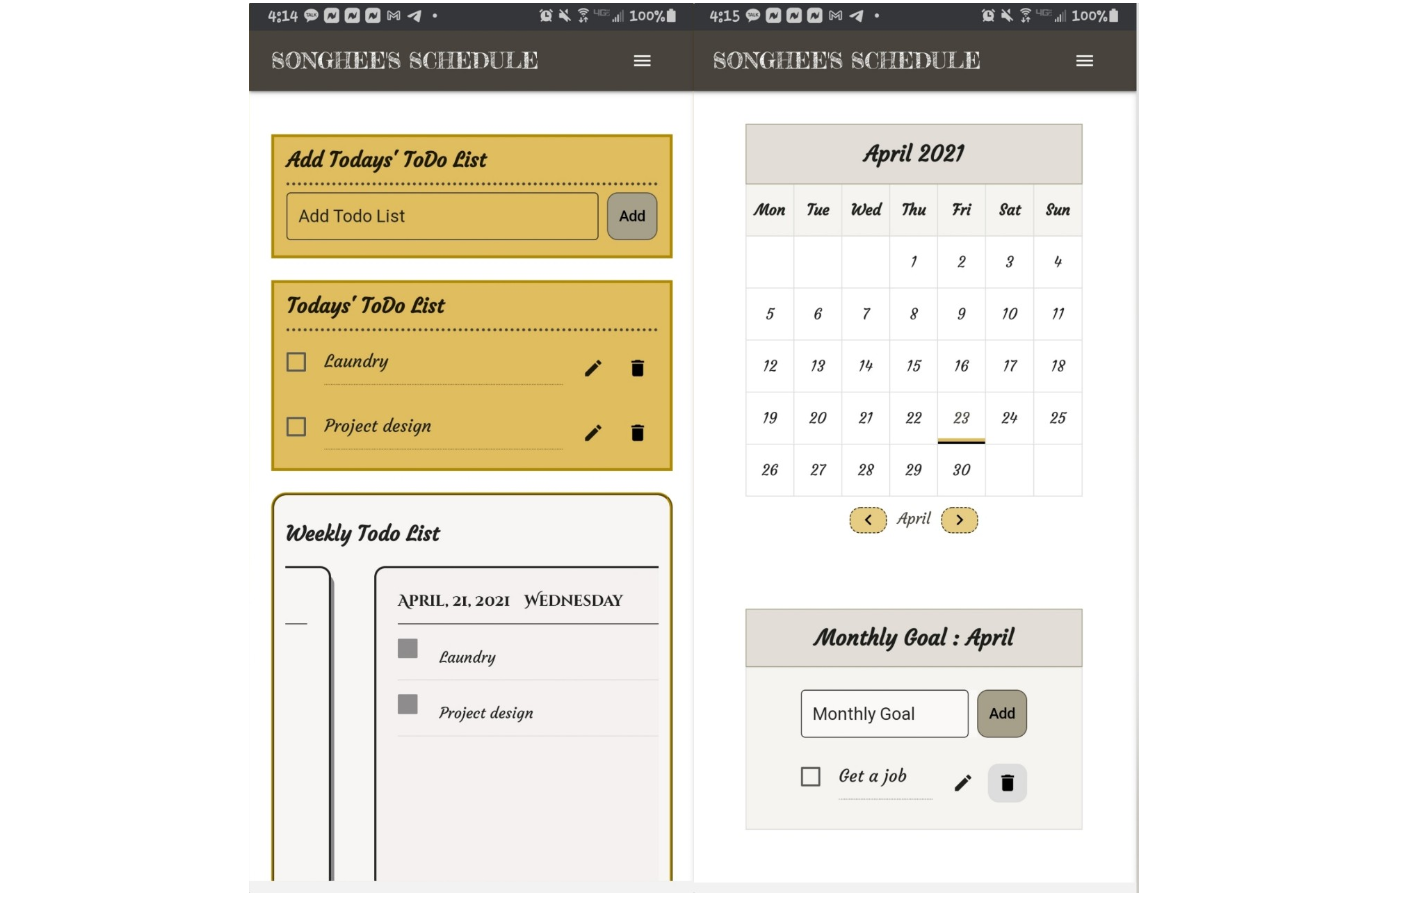 4:14 100%
SONGHEE'S SCHEDULE
Add Todays' ToDo List
Add Todo List Add
Todays' ToDo List
Laundry
Project design
Weekly Todo List
April, 21, 2021 Wednesday
Laundry
Project design
4:15 100%
SONGHEE'S SCHEDULE
April 2021
Mon Tue Wed Thu Fri Sat Sun
1 2 3 4
5 6 7 8 9 10 11
12 13 14 15 16 17 18
19 20 21 22 23 24 25
26 27 28 29 30
April
Monthly Goal : April
Monthly Goal Add
Get a job